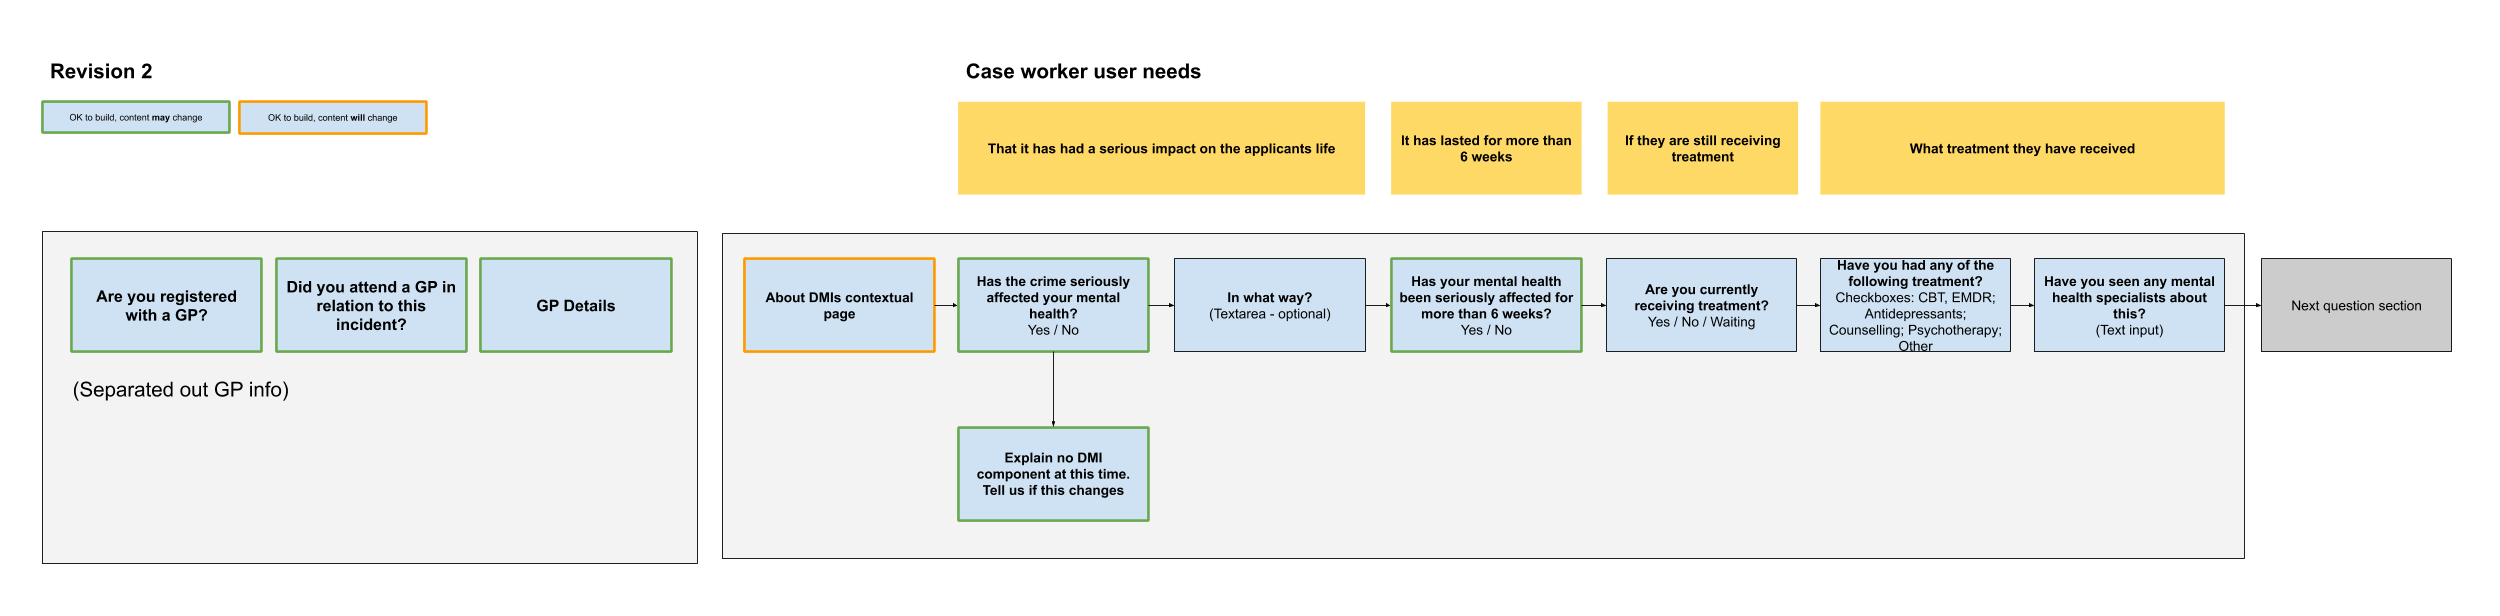 Revision 2
Case worker user needs
OK to build, content may change
OK to build, content will change
That it has had a serious impact on the applicants life
It has lasted for more than
6 weeks
If they are still receiving
treatment
What treatment they have received
Are you registered
with a GP?
Did you attend a GP in
relation to this
incident?
GP Details
(Separated out GP info)
About DMIs contextual
page
Has the crime seriously
affected your mental
health?
Yes / No
In what way?
(Textarea - optional)
Has your mental health
been seriously affected for
more than 6 weeks?
Yes / No
Are you currently
receiving treatment?
Yes / No / Waiting
Have you had any of the
following treatment?
Checkboxes: CBT, EMDR;
Antidepressants;
Counselling; Psychotherapy;
Other
Have you seen any mental
health specialists about
this?
(Text input)
Next question section
Explain no DMI
component at this time.
Tell us if this changes